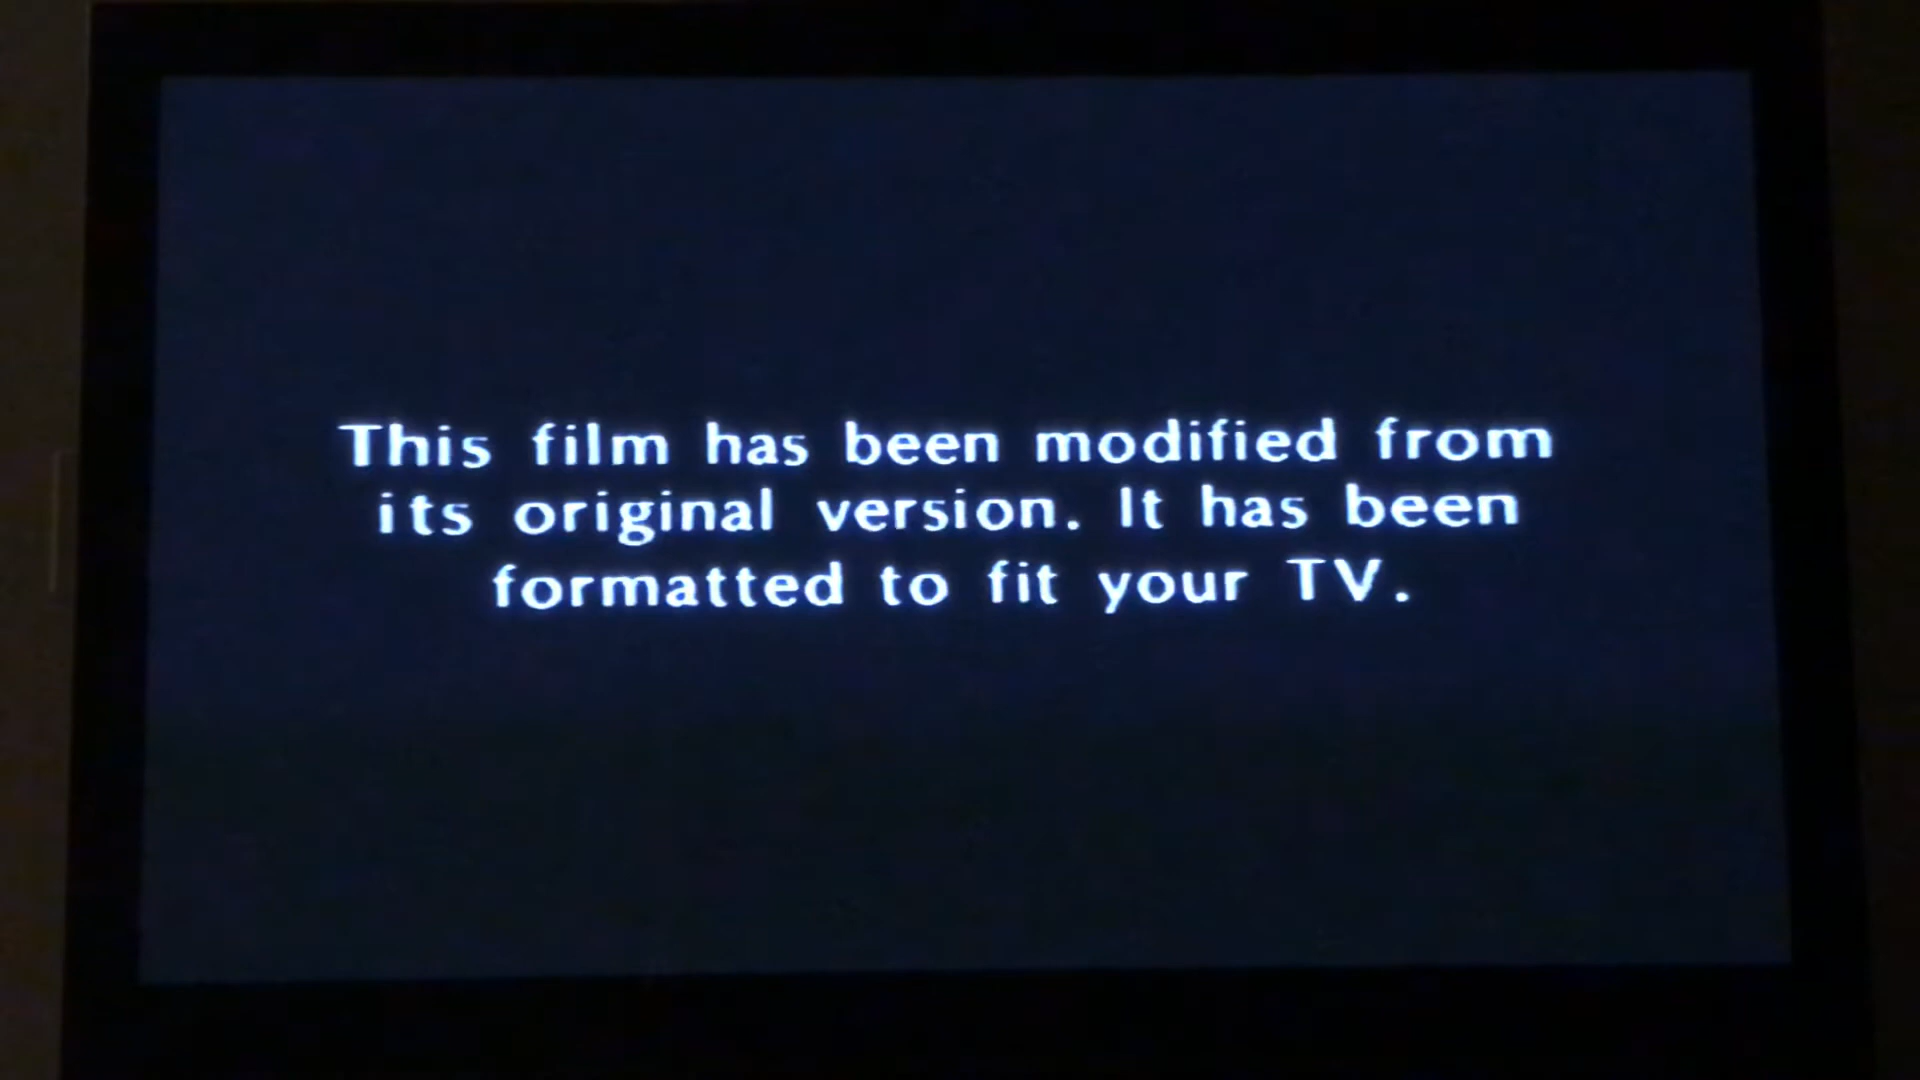 This film has been modified from
its original version. It has been
formatted to fit your TV.